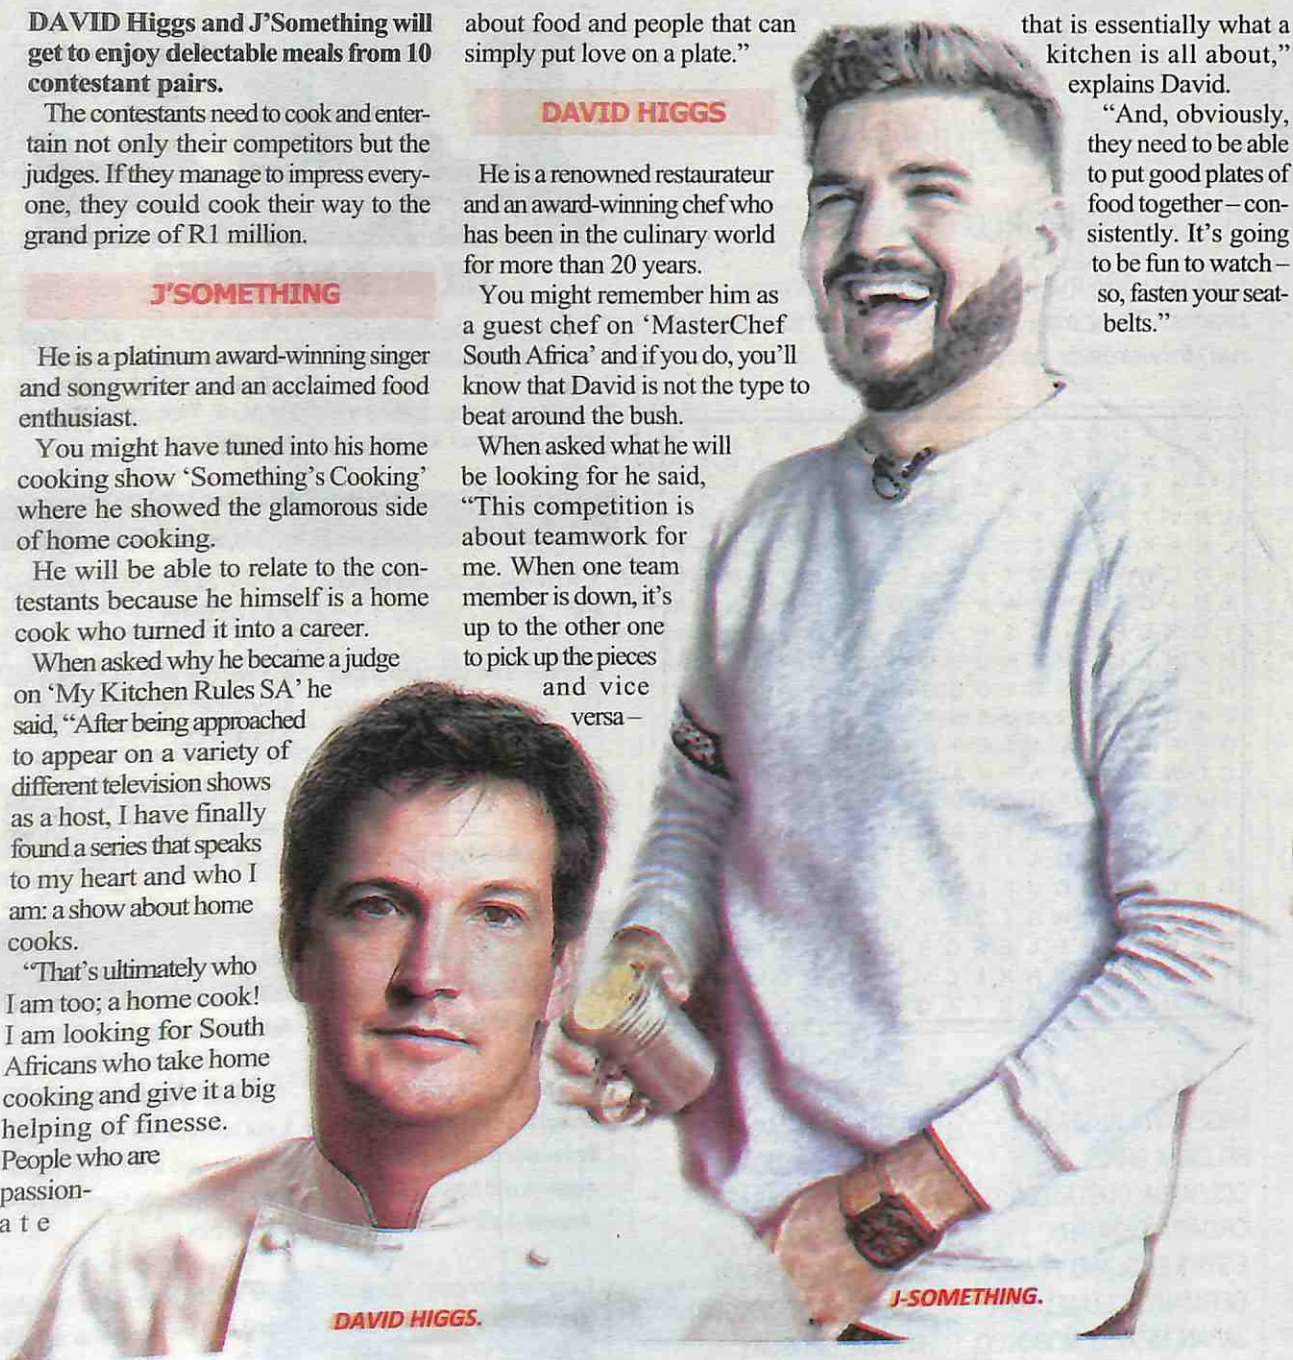 DAVID Higgs and J’Something will
get to enjoy delectable meals from 10
contestant pairs.
The contestants need to cook and enter-
tain not only their competitors but the
judges. If they manage to impress every-
one, they could cook their way to the
grand prize of R1 million.
J’SOMETHING
He is a platinum award-winning singer
and songwriter and an acclaimed food
enthusiast.
You might have tuned into his home
cooking show ‘Something’s Cooking’
where he showed the glamorous side
of home cooking.
He will be able to relate to the con-
testants because he himself is a home
cook who turned it into a career.
When asked why he became a judge
on ‘My Kitchen Rules SA’ he
said, “After being approached
to appear on a variety of
different television shows
as a host, I have finally
found a series that speaks
to my heart and who I
am: a show about home
cooks.
“That’s ultimately who
I am too; a home cook!
I am looking for South
Africans who take home
cooking and give it a big
helping of finesse.
People who are
passion-
a t e
about food and people that can
simply put love on a plate.”
DAVID HIGGS
He is a renowned restaurateur
and an award-winning chef who
has been in the culinary world
for more than 20 years.
You might remember him as
a guest chef on ‘MasterChef
South Africa’ and if you do, you’ll
know that David is not the type to
beat around the bush.
When asked what he will
be looking for he said,
“This competition is
about teamwork for
me. When one team
member is down, it’s
up to the other one
to pick up the pieces
and vice
versa –
that is essentially what a
kitchen is all about,”
explains David.
“And, obviously,
they need to be able
to put good plates of
food together – con-
sistently. It’s going
to be fun to watch –
so, fasten your seat-
belts.”
DAVID HIGGS.
J-SOMETHING.